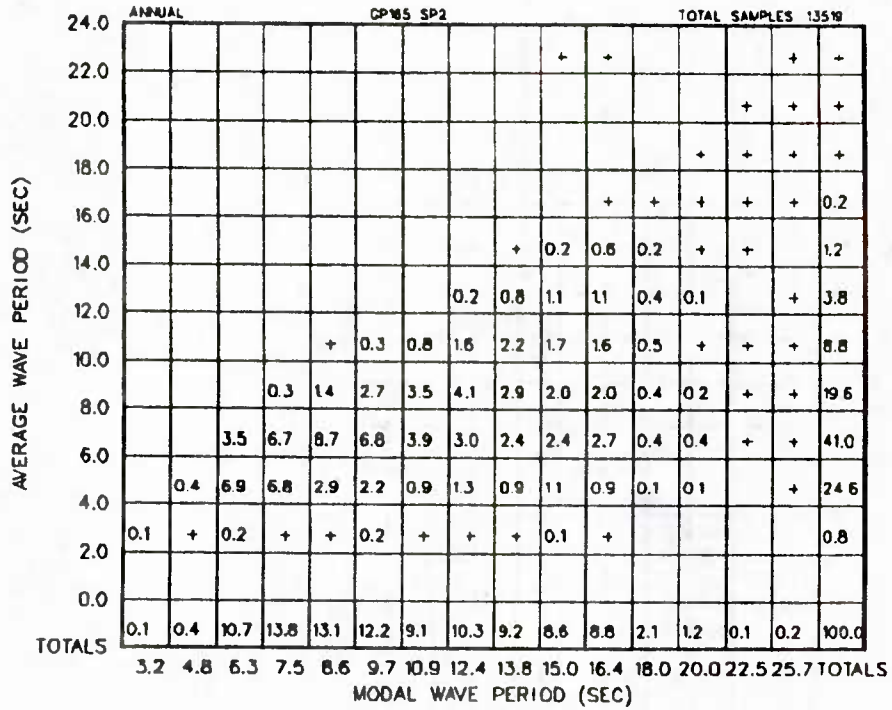 ANNUAL GP185 SP2 TOTAL SAMPLES 13519
24.0
+ + + +
22.0
+ + +
20.0
+ + + +
18.0
+ + + + + 0.2
16.0
+ 0.2 0.6 0.2 + + 1.2
14.0
0.2 0.8 1.1 1.1 0.4 0.1 + 3.8
12.0
+ 0.3 0.8 1.6 2.2 1.7 1.6 0.5 + + + 8.8
10.0
0.3 1.4 2.7 3.5 4.1 2.9 2.0 2.0 0.4 0.2 + + 19.6
8.0
3.5 6.7 8.7 6.8 3.9 3.0 2.4 2.4 2.7 0.4 0.4 + + 41.0
6.0
0.4 6.9 6.8 2.9 2.2 0.9 1.3 0.9 1.1 0.9 0.1 0.1 + 24.6
4.0
0.1 + 0.2 + + 0.2 + + + 0.1 + 0.8
2.0
0.0
TOTALS 0.1 0.4 10.7 13.8 13.1 12.2 9.1 10.3 9.2 8.6 8.8 2.1 1.2 0.1 0.2 100.0
3.2 4.8 6.3 7.5 8.6 9.7 10.9 12.4 13.8 15.0 16.4 18.0 20.0 22.5 25.7 TOTALS
MODAL WAVE PERIOD (SEC)
AVERAGE WAVE PERIOD (SEC)